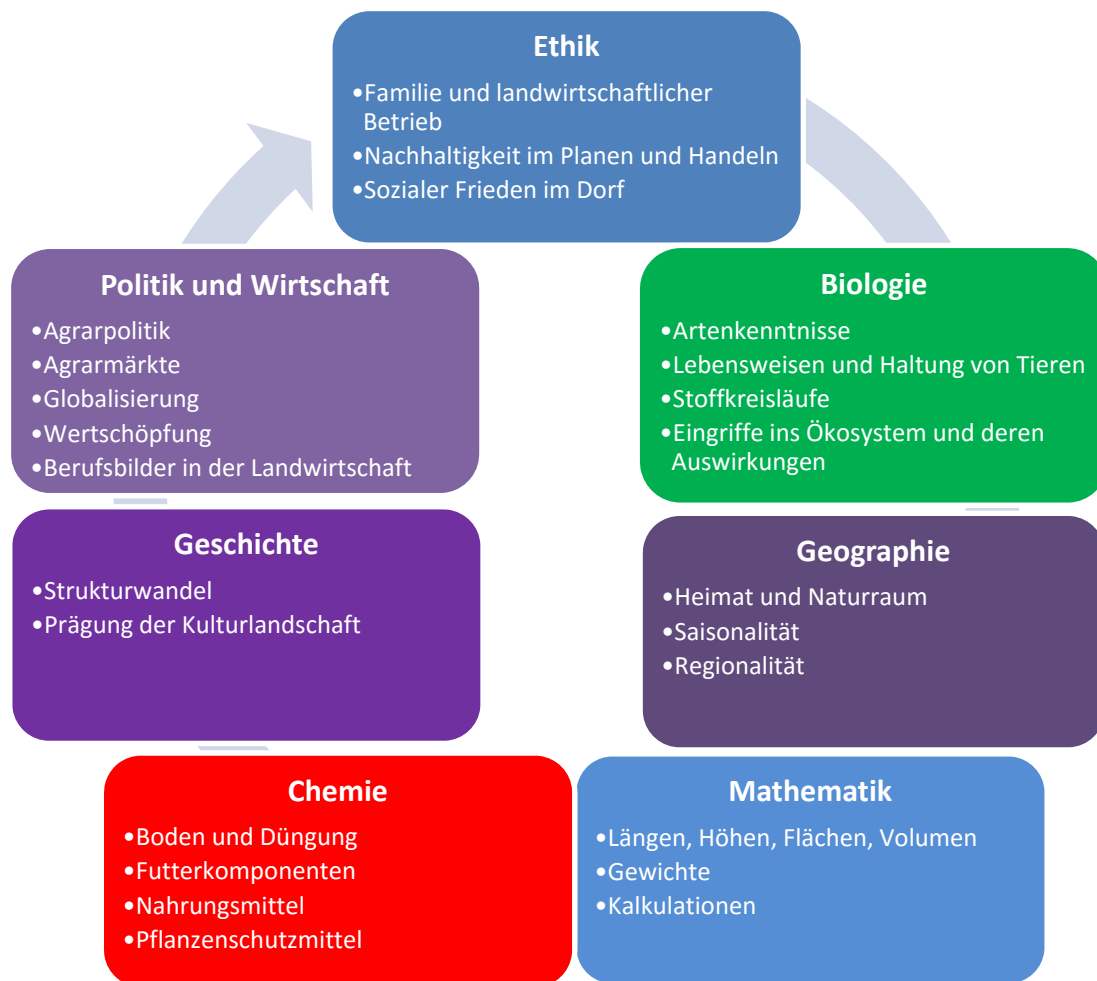 Ethik
•Familie und landwirtschaftlicher
Betrieb
•Nachhaltigkeit im Planen und Handeln
•Sozialer Frieden im Dorf
Biologie
•Artenkenntnisse
•Lebensweisen und Haltung von Tieren
•Stoffkreisläufe
•Eingriffe ins Ökosystem und deren
Auswirkungen
Geographie
•Heimat und Naturraum
•Saisonalität
•Regionalität
Mathematik
•Längen, Höhen, Flächen, Volumen
•Gewichte
•Kalkulationen
Chemie
•Boden und Düngung
•Futterkomponenten
•Nahrungsmittel
•Pflanzenschutzmittel
Geschichte
•Strukturwandel
•Prägung der Kulturlandschaft
Politik und Wirtschaft
•Agrarpolitik
•Agrarmärkte
•Globalisierung
•Wertschöpfung
•Berufsbilder in der Landwirtschaft